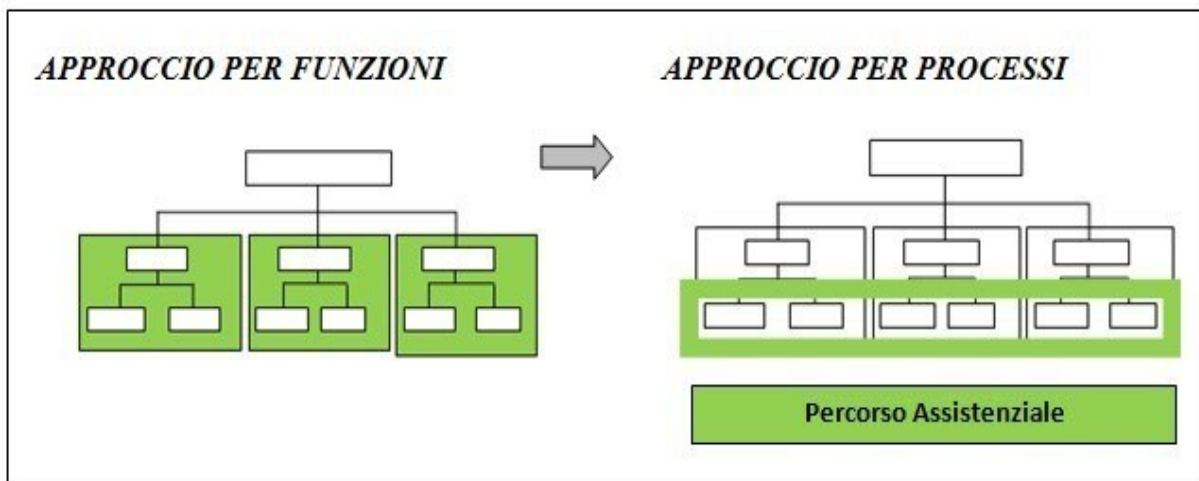 APPROCCIO PER FUNZIONI
APPROCCIO PER PROCESSI
Percorso Assistenziale